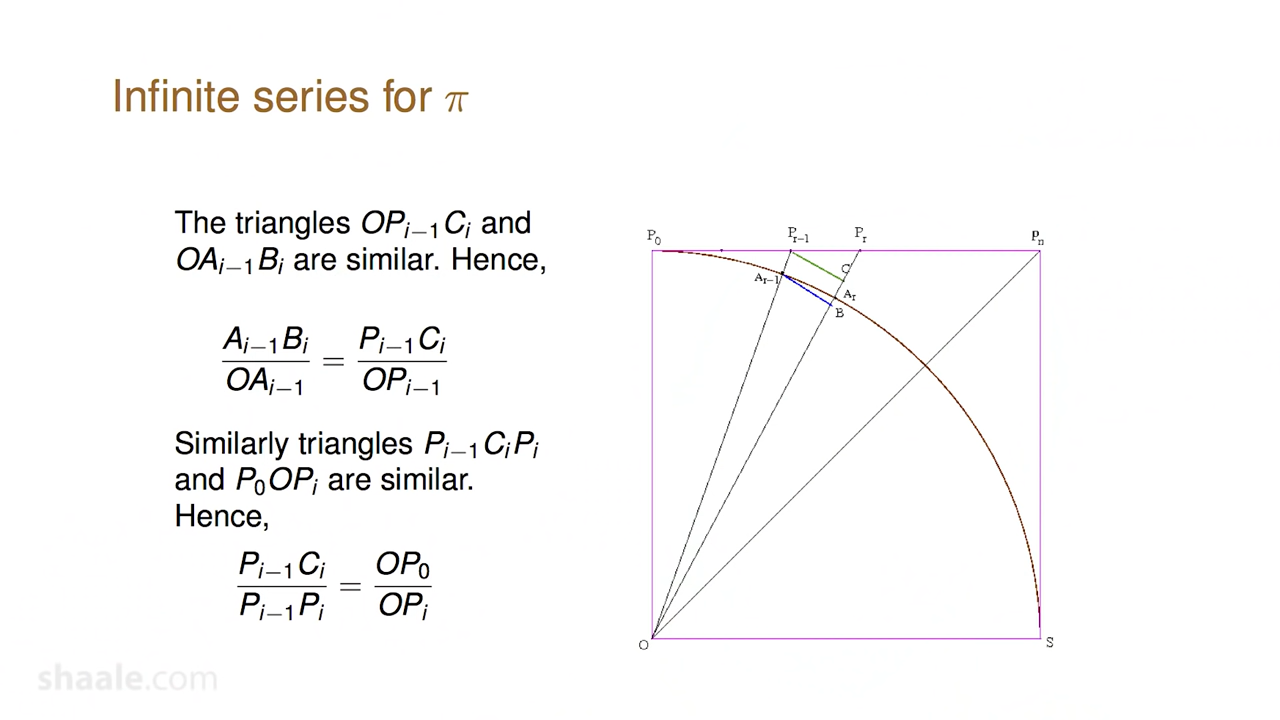 Infinite series for π
The triangles OP_{i−1}C_i and
OA_{i−1}B_i are similar. Hence,
A_{i−1}B_i / OA_{i−1} = P_{i−1}C_i / OP_{i−1}
Similarly triangles P_{i−1}C_iP_i
and P_0OP_i are similar.
Hence,
P_{i−1}C_i / P_{i−1}P_i = OP_0 / OP_i
P_0 P_{r−1} P_r P_n
C
A_{r−1} A_r
B
O S
shaale.com